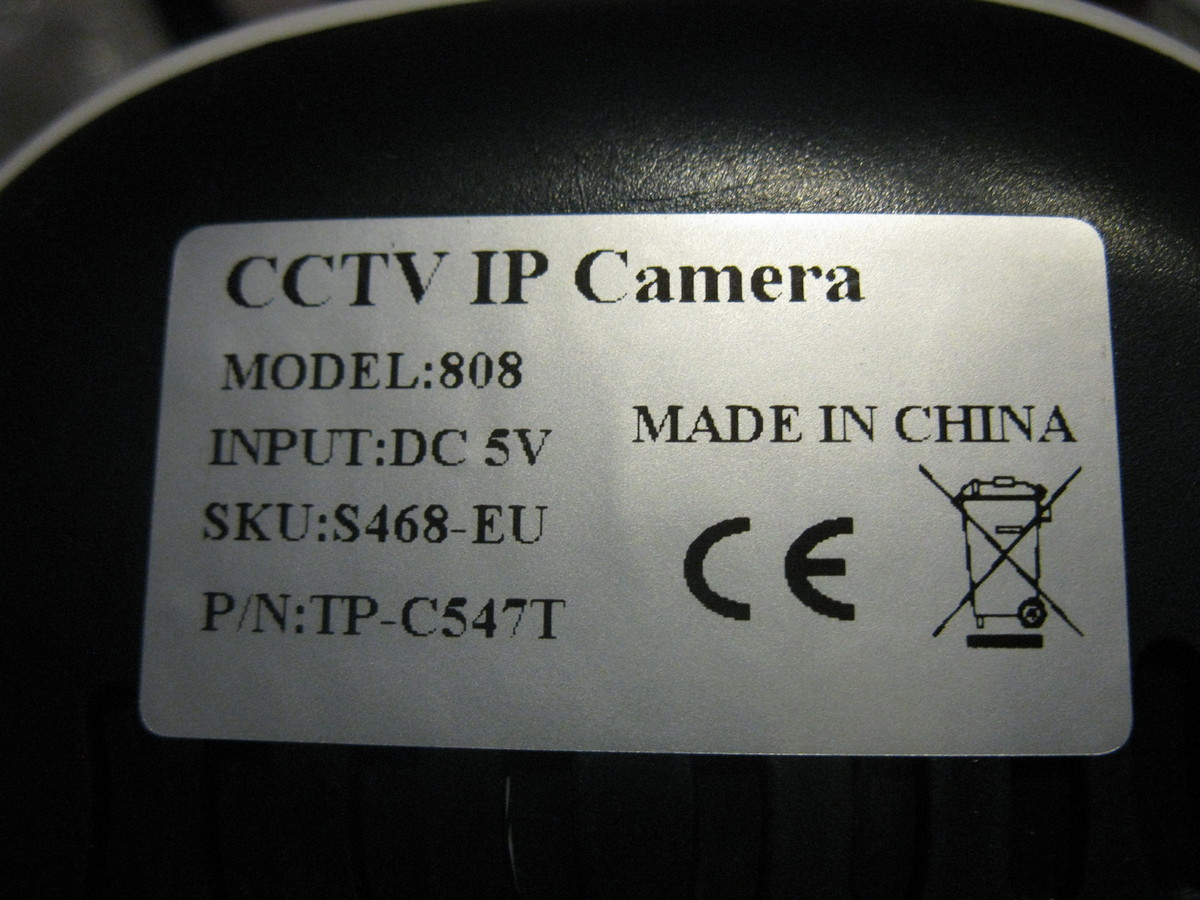 CCTV IP Camera
MODEL:808
INPUT:DC 5V
SKU:S468-EU
P/N:TP-C547T
MADE IN CHINA
CE